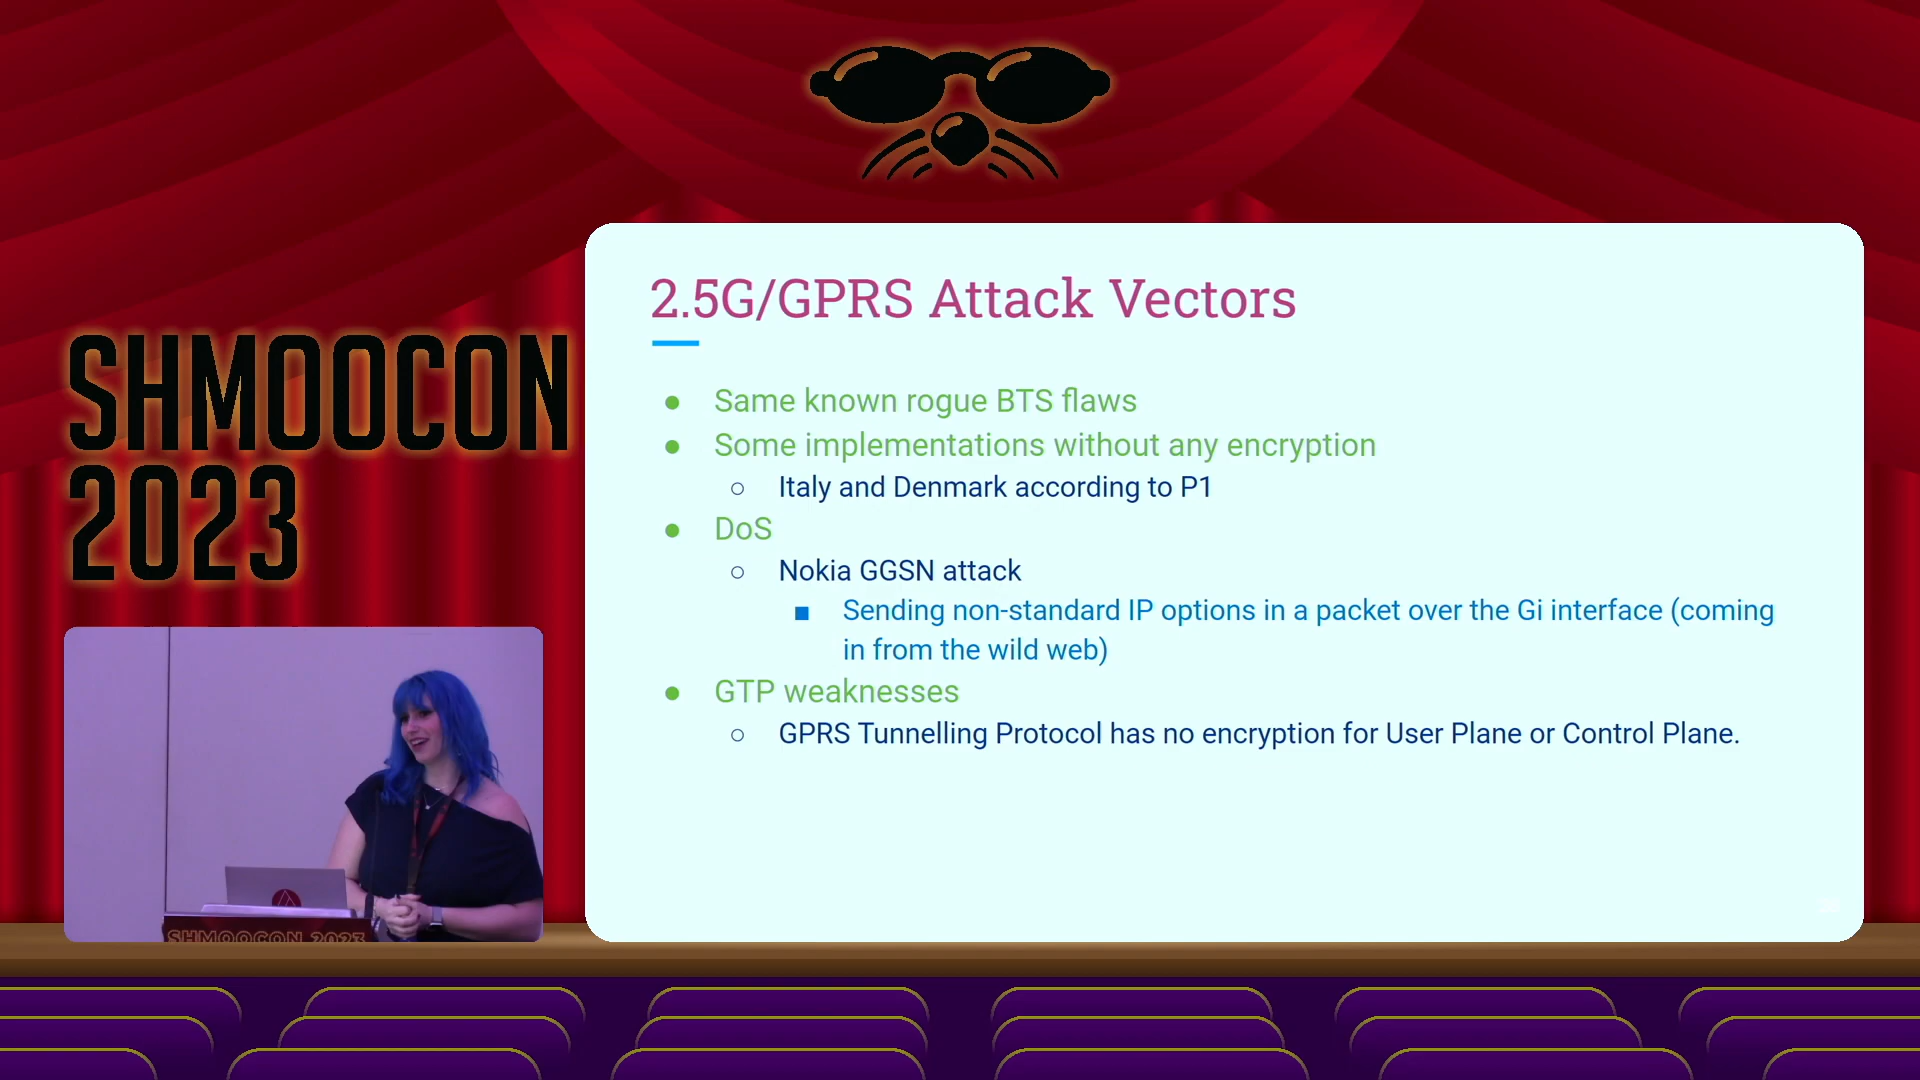 SHMOOCON
2023
2.5G/GPRS Attack Vectors
● Same known rogue BTS flaws
● Some implementations without any encryption
○ Italy and Denmark according to P1
● DoS
○ Nokia GGSN attack
■ Sending non-standard IP options in a packet over the Gi interface (coming
in from the wild web)
● GTP weaknesses
○ GPRS Tunnelling Protocol has no encryption for User Plane or Control Plane.
SHMOOCON 2023